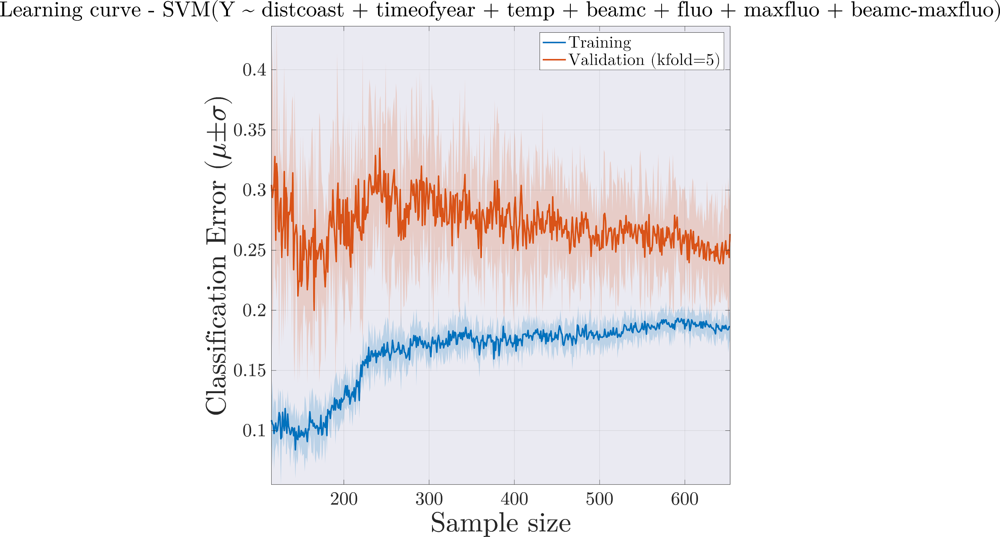 Learning curve - SVM(Y ~ distcoast + timeofyear + temp + beamc + fluo + maxfluo + beamc-maxfluo)
Training
Validation (kfold=5)
Classification Error (μ±σ)
0.4
0.35
0.3
0.25
0.2
0.15
0.1
200 300 400 500 600
Sample size